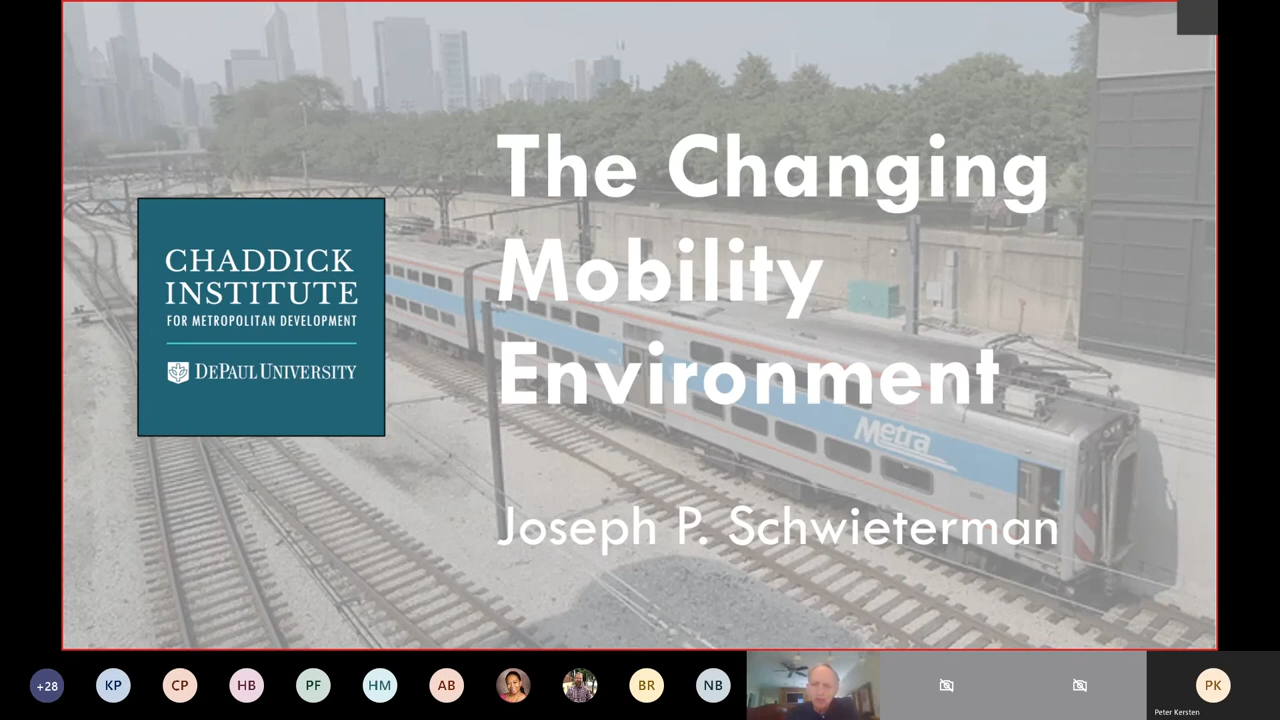 The Changing
Mobility
Environment
CHADDICK
INSTITUTE
FOR METROPOLITAN DEVELOPMENT
DEPAUL UNIVERSITY
Metra
Joseph P. Schwieterman
+28
KP
CP
HB
PF
HM
AB
BR
NB
PK
Peter Kersten